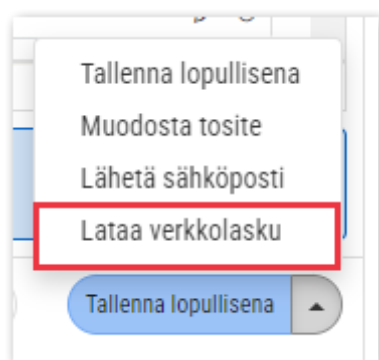 Tallenna lopullisena
Muodosta tosite
Lähetä sähköposti
Lataa verkkolasku
Tallenna lopullisena